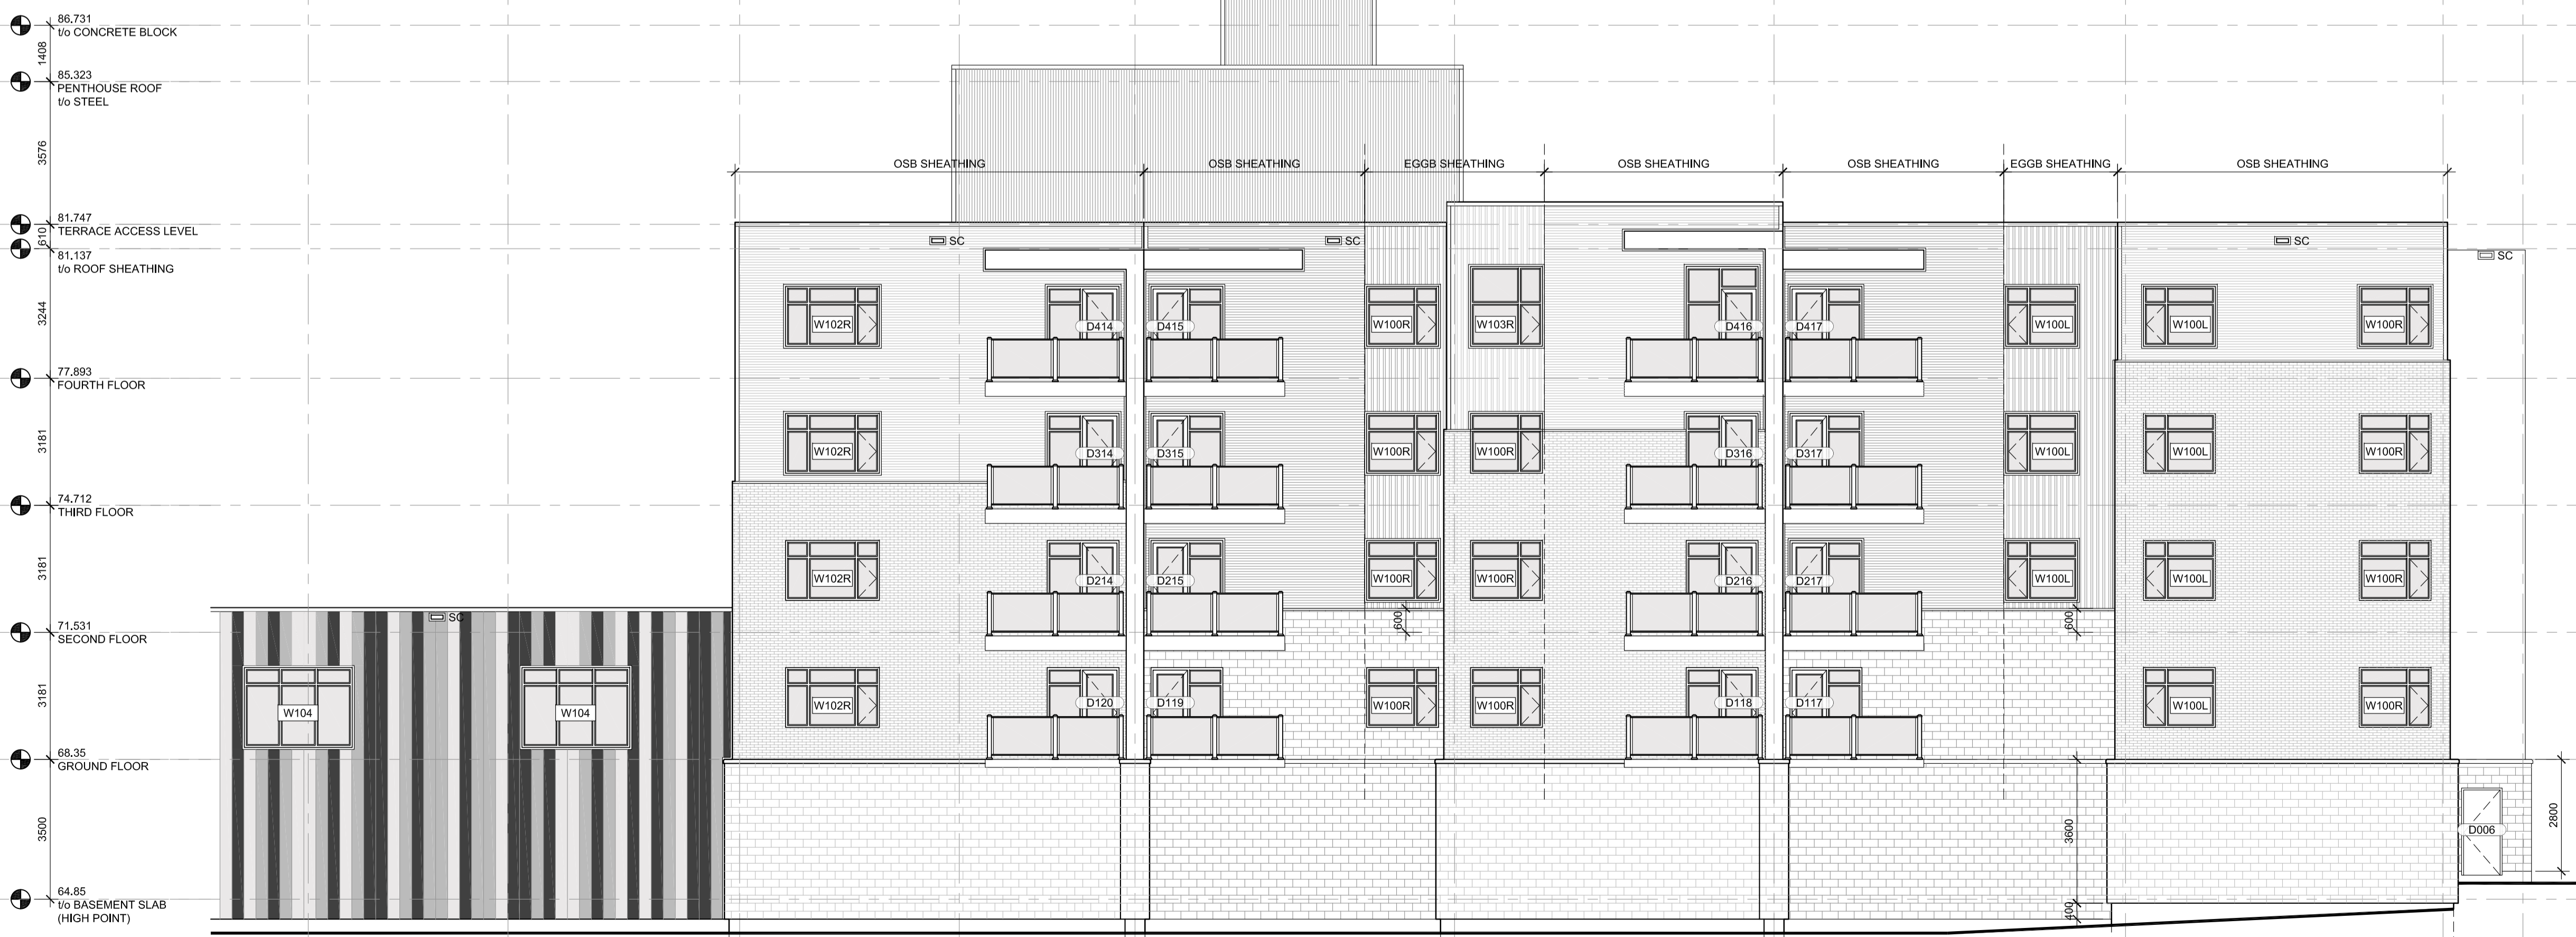 86.731
t/o CONCRETE BLOCK
1408
85.323
PENTHOUSE ROOF
t/o STEEL
3576
OSB SHEATHING
OSB SHEATHING
EGGB SHEATHING
OSB SHEATHING
OSB SHEATHING
EGGB SHEATHING
OSB SHEATHING
81.747
TERRACE ACCESS LEVEL
610
SC
SC
SC
SC
81.137
t/o ROOF SHEATHING
3244
W102R
D414
D415
W100R
W103R
D416
D417
W100L
W100L
W100R
77.893
FOURTH FLOOR
3181
W102R
D314
D315
W100R
W100R
D316
D317
W100L
W100L
W100R
74.712
THIRD FLOOR
3181
W102R
D214
D215
W100R
W100R
D216
D217
W100L
W100L
W100R
SC
600
600
71.531
SECOND FLOOR
3181
W104
W104
W102R
D120
D119
W100R
W100R
D118
D117
W100L
W100R
68.35
GROUND FLOOR
3500
3600
D006
2800
64.85
t/o BASEMENT SLAB
(HIGH POINT)
400